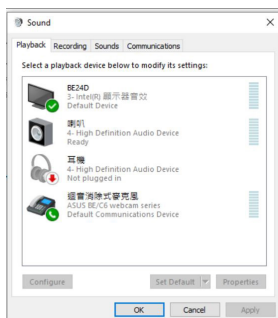 Sound
Playback Recording Sounds Communications
Select a playback device below to modify its settings:
BE24D
3- Intel(R) 顯示器音效
Default Device
喇叭
4- High Definition Audio Device
Ready
耳機
4- High Definition Audio Device
Not plugged in
迴音消除式麥克風
ASUS BE/C6 webcam series
Default Communications Device
Configure Set Default Properties
OK Cancel Apply